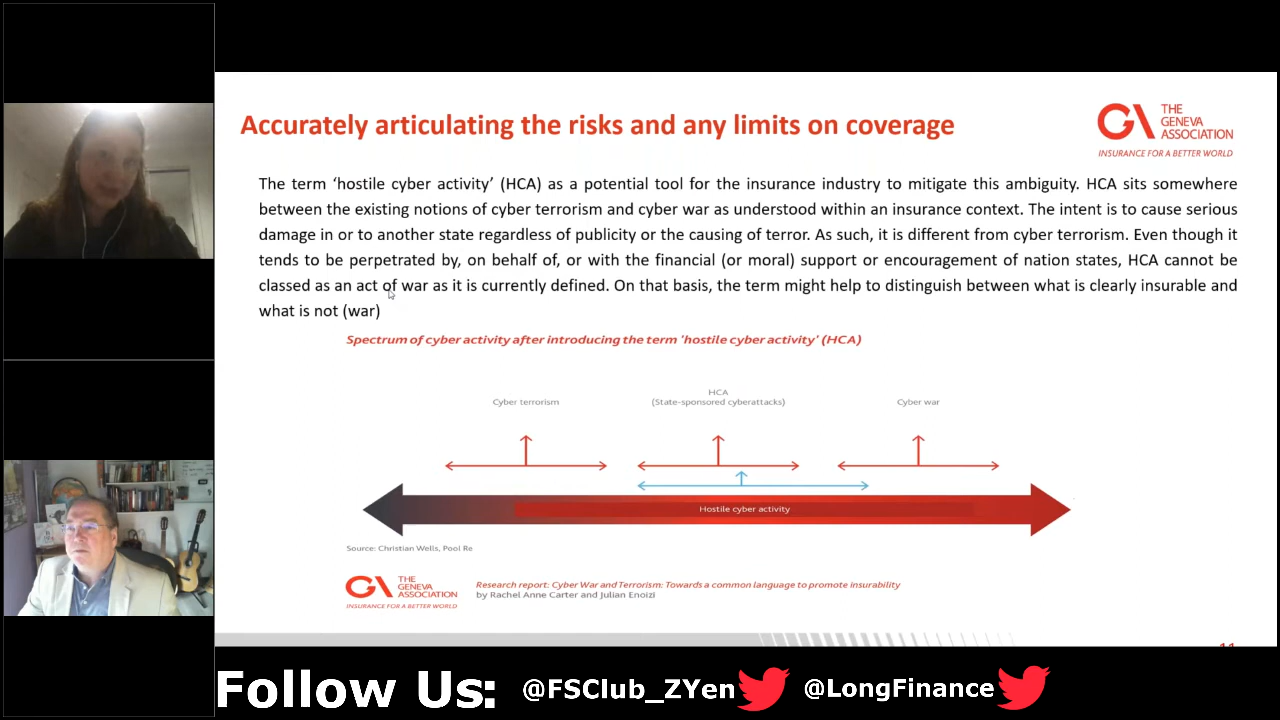 Accurately articulating the risks and any limits on coverage
THE
GENEVA
ASSOCIATION
INSURANCE FOR A BETTER WORLD
The term ‘hostile cyber activity’ (HCA) as a potential tool for the insurance industry to mitigate this ambiguity. HCA sits somewhere
between the existing notions of cyber terrorism and cyber war as understood within an insurance context. The intent is to cause serious
damage in or to another state regardless of publicity or the causing of terror. As such, it is different from cyber terrorism. Even though it
tends to be perpetrated by, on behalf of, or with the financial (or moral) support or encouragement of nation states, HCA cannot be
classed as an act of war as it is currently defined. On that basis, the term might help to distinguish between what is clearly insurable and
what is not (war)
Spectrum of cyber activity after introducing the term 'hostile cyber activity' (HCA)
Cyber terrorism
HCA
(State-sponsored cyberattacks)
Cyber war
Hostile cyber activity
Source: Christian Wells, Pool Re
THE
GENEVA
ASSOCIATION
INSURANCE FOR A BETTER WORLD
Research report: Cyber War and Terrorism: Towards a common language to promote insurability
by Rachel Anne Carter and Julian Enoizi
Follow Us: @FSClub_ZYen @LongFinance